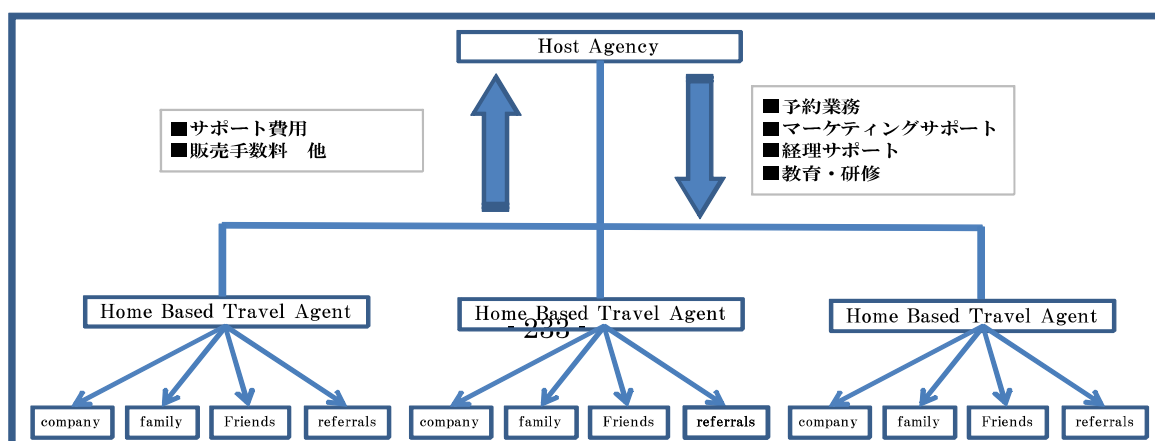 Host Agency
■サポート費用
■販売手数料　他
■予約業務
■マーケティングサポート
■経理サポート
■教育・研修
Home Based Travel Agent
Home Based Travel Agent
Home Based Travel Agent
- 233 -
company
family
Friends
referrals
company
family
Friends
referrals
company
family
Friends
referrals